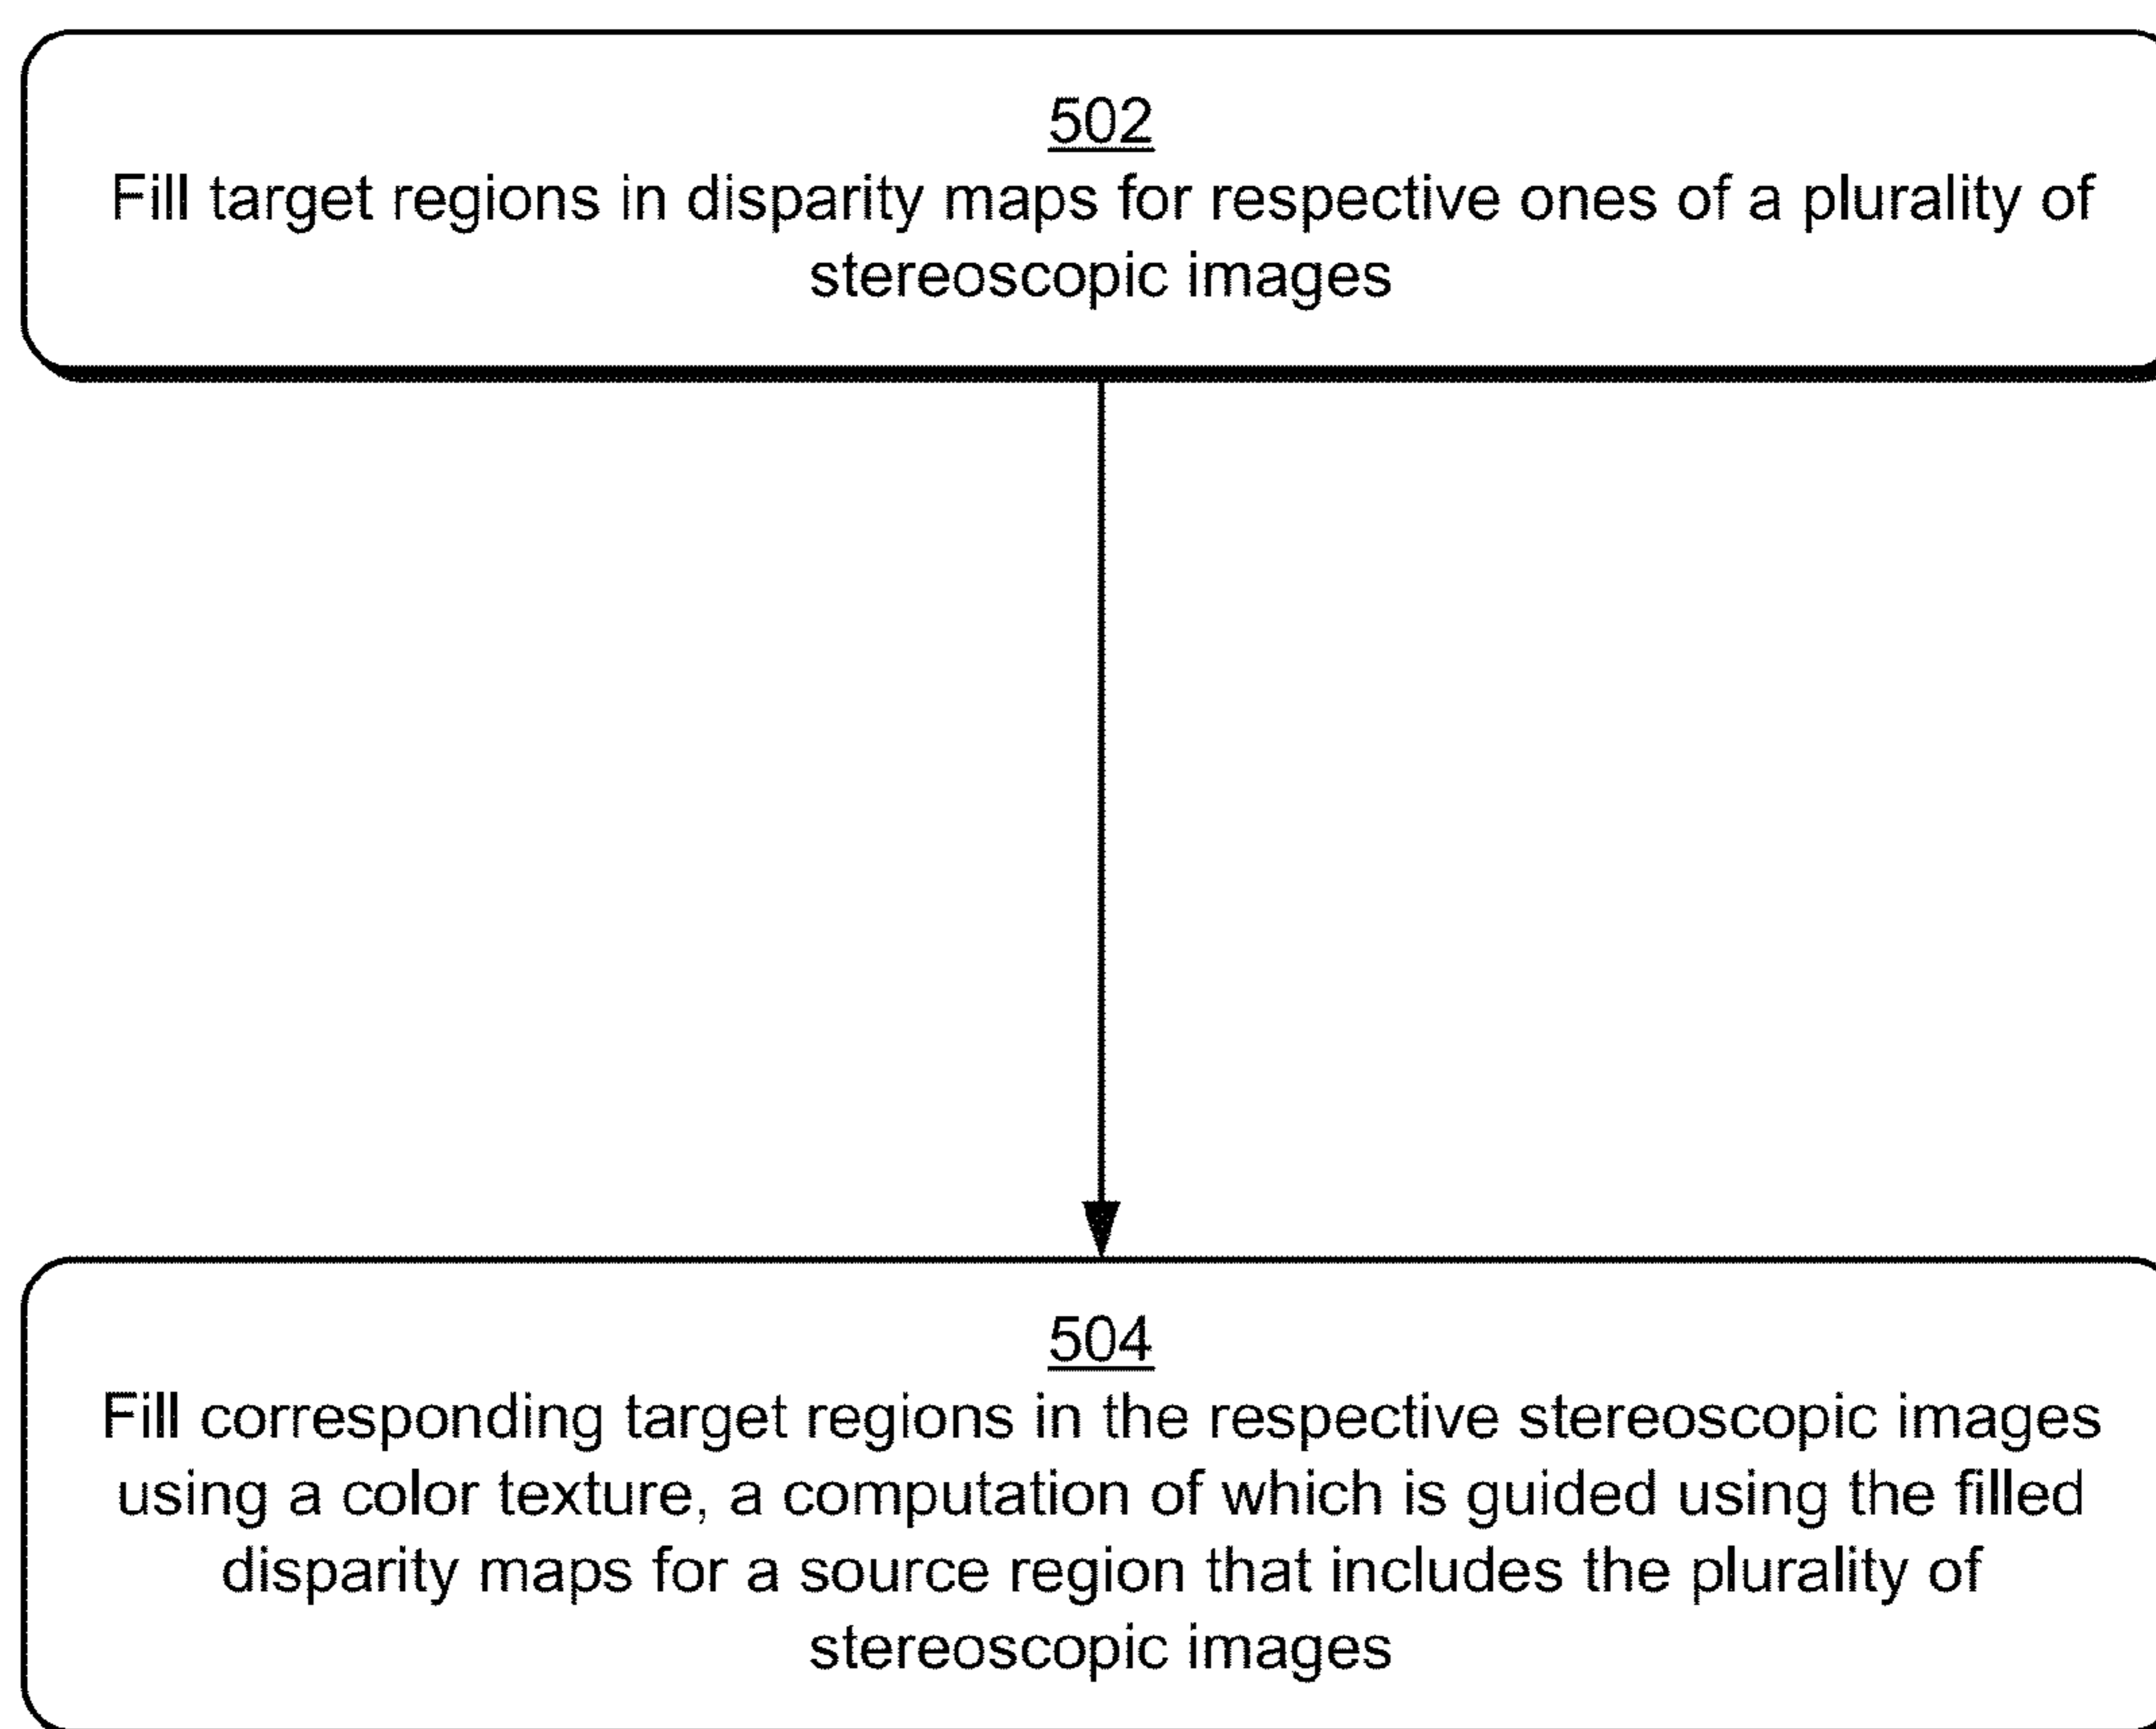 502
Fill target regions in disparity maps for respective ones of a plurality of
stereoscopic images
504
Fill corresponding target regions in the respective stereoscopic images
using a color texture, a computation of which is guided using the filled
disparity maps for a source region that includes the plurality of
stereoscopic images